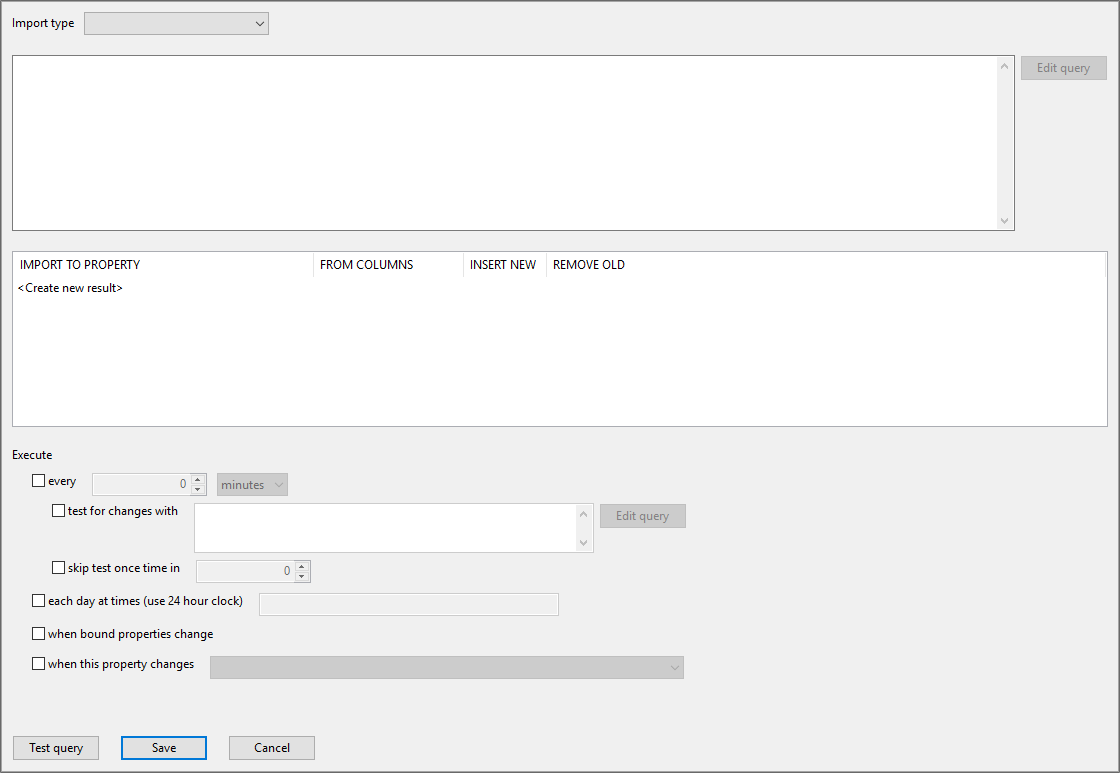 Import type
Edit query
IMPORT TO PROPERTY FROM COLUMNS INSERT NEW REMOVE OLD
<Create new result>
Execute
every 0 minutes
test for changes with Edit query
skip test once time in 0
each day at times (use 24 hour clock)
when bound properties change
when this property changes
Test query Save Cancel